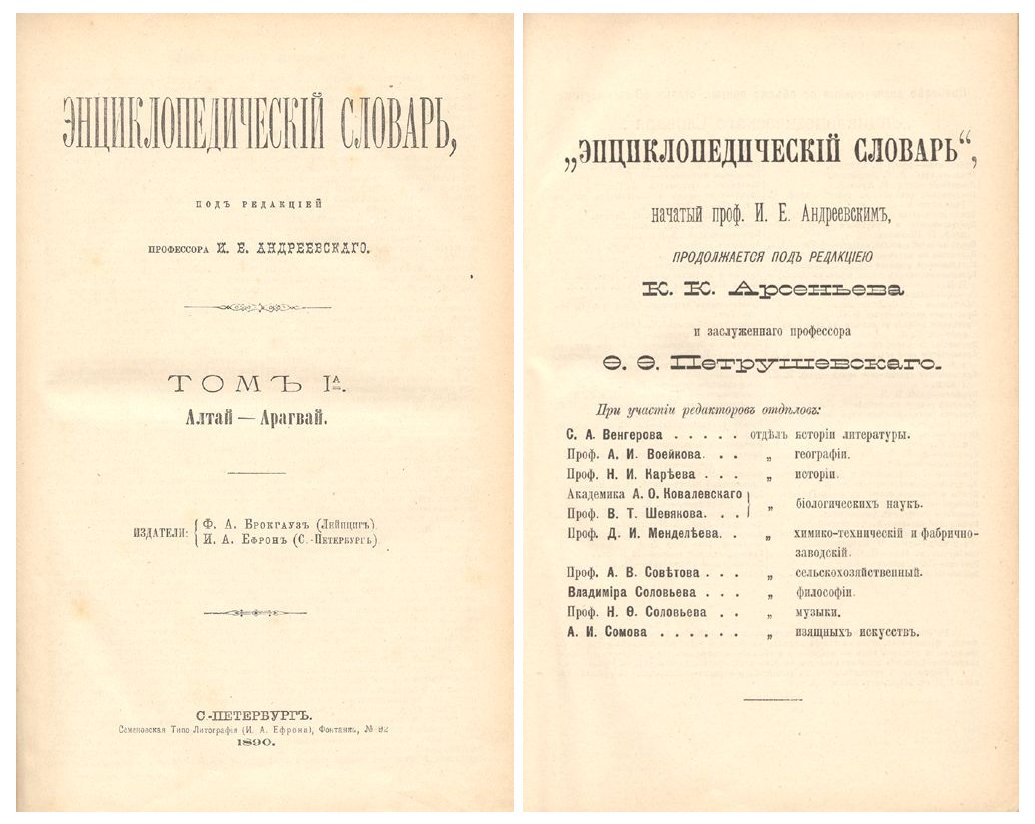 ЭНЦИКЛОПЕДИЧЕСКІЙ СЛОВАРЬ,
ПОДЪ РЕДАКЦІЕЙ
ПРОФЕССОРА И. Е. АНДРЕЕВСКАГО.
ТОМЪ IА.
Алтай — Арагвай.
ИЗДАТЕЛИ: { Ф. А. БРОКГАУЗЪ (ЛЕЙПЦИГЪ).
И. А. ЕФРОНЪ (С.-ПЕТЕРБУРГЪ).
С.-ПЕТЕРБУРГЪ.
Семеновская Типо Литографія (И. А. Ефрона), Фонтанка, № 92
1890.
„ЭНЦИКЛОПЕДИЧЕСКІЙ СЛОВАРЬ“,
начатый проф. И. Е. Андреевскимъ,
ПРОДОЛЖАЕТСЯ ПОДЪ РЕДАКЦІЕЮ
К. К. Арсеньева
и заслуженнаго профессора
Ѳ. Ѳ. Петрушевскаго.
При участіи редакторовъ отдѣловъ:
С. А. Венгерова . . . . . отдѣлъ исторіи литературы.
Проф. А. И. Воейкова. . . „ географіи.
Проф. Н. И. Карѣева . . . „ исторіи.
Академика А. О. Ковалевскаго
Проф. В. Т. Шевякова. . . } „ біологическихъ наукъ.
Проф. Д. И. Менделѣева. . „ химико-техническій и фабрично-
заводскій.
Проф. А. В. Совѣтова . . . „ сельскохозяйственный.
Владиміра Соловьева . . . „ философіи.
Проф. Н. Ѳ. Соловьева . . „ музыки.
А. И. Сомова . . . . . . „ изящныхъ искусствъ.